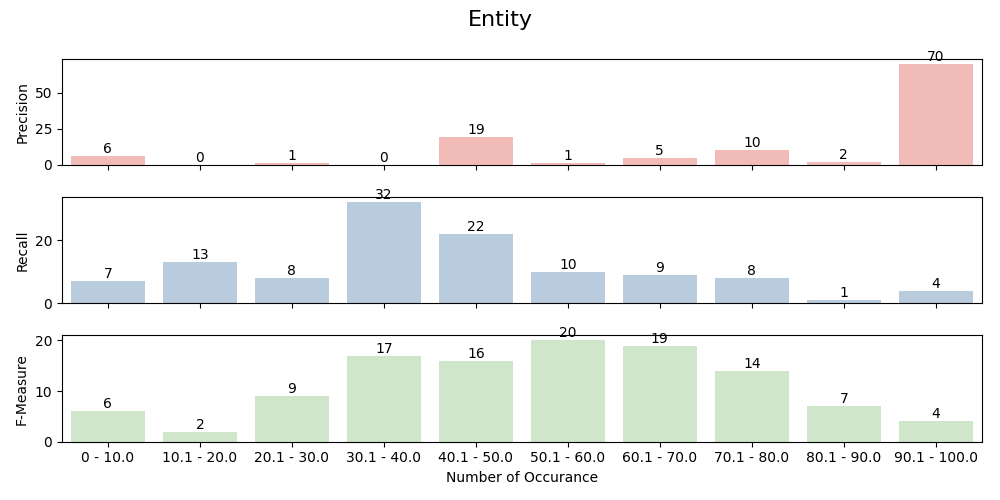 Entity
Precision
50
25
0
6
0
1
0
19
1
5
10
2
70
Recall
20
0
7
13
8
32
22
10
9
8
1
4
F-Measure
20
10
0
6
2
9
17
16
20
19
14
7
4
0 - 10.0
10.1 - 20.0
20.1 - 30.0
30.1 - 40.0
40.1 - 50.0
50.1 - 60.0
60.1 - 70.0
70.1 - 80.0
80.1 - 90.0
90.1 - 100.0
Number of Occurance